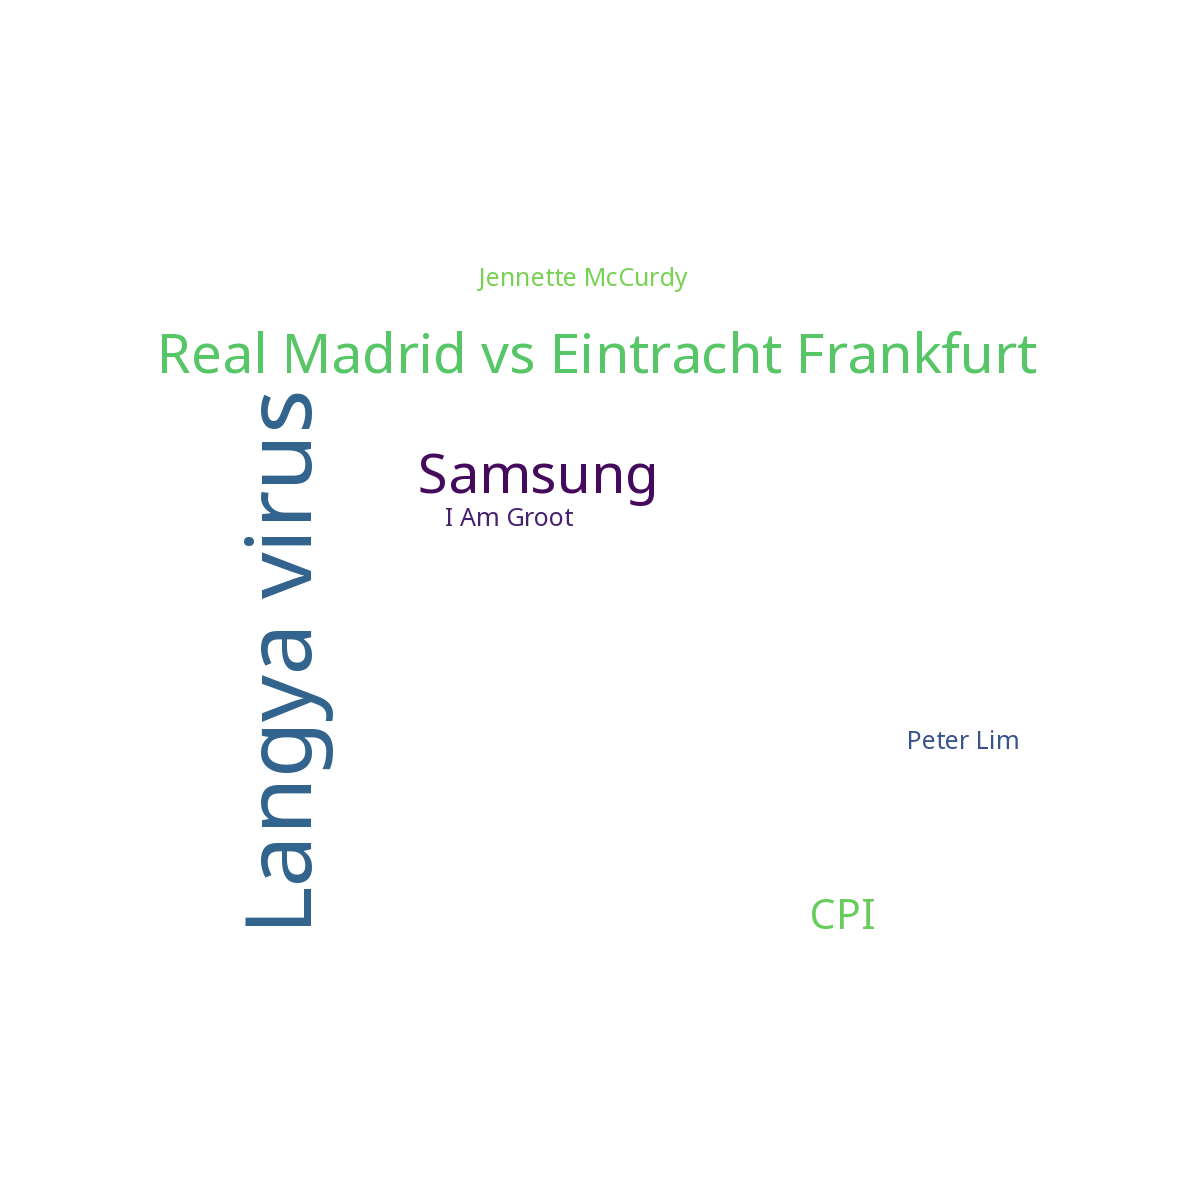 Jennette McCurdy
Real Madrid vs Eintracht Frankfurt
Langya virus
Samsung
I Am Groot
Peter Lim
CPI